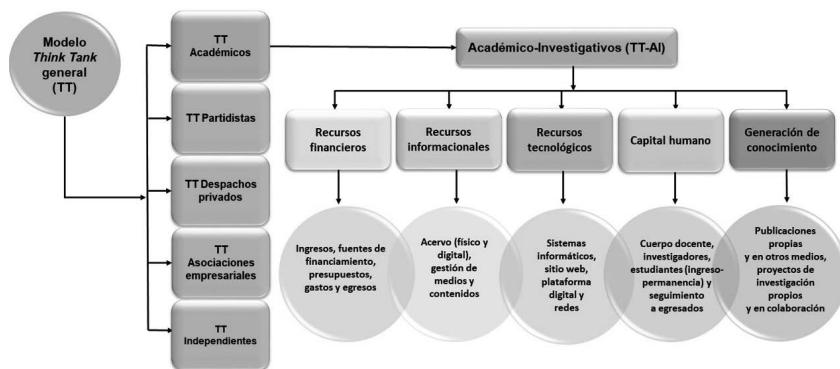 Modelo
Think Tank
general
(TT)
TT
Académicos
TT Partidistas
TT Despachos
privados
TT
Asociaciones
empresariales
TT
Independientes
Académico-Investigativos (TT-AI)
Recursos
financieros
Recursos
informacionales
Recursos
tecnológicos
Capital humano
Generación de
conocimiento
Ingresos, fuentes de
financiamiento,
presupuestos,
gastos y egresos
Acervo (físico y
digital),
gestión de
medios y
contenidos
Sistemas
informáticos,
sitio web,
plataforma
digital y
redes
Cuerpo docente,
investigadores,
estudiantes (ingreso-
permanencia) y
seguimiento
a egresados
Publicaciones
propias
y en otros medios,
proyectos de
investigación
propios
y en colaboración